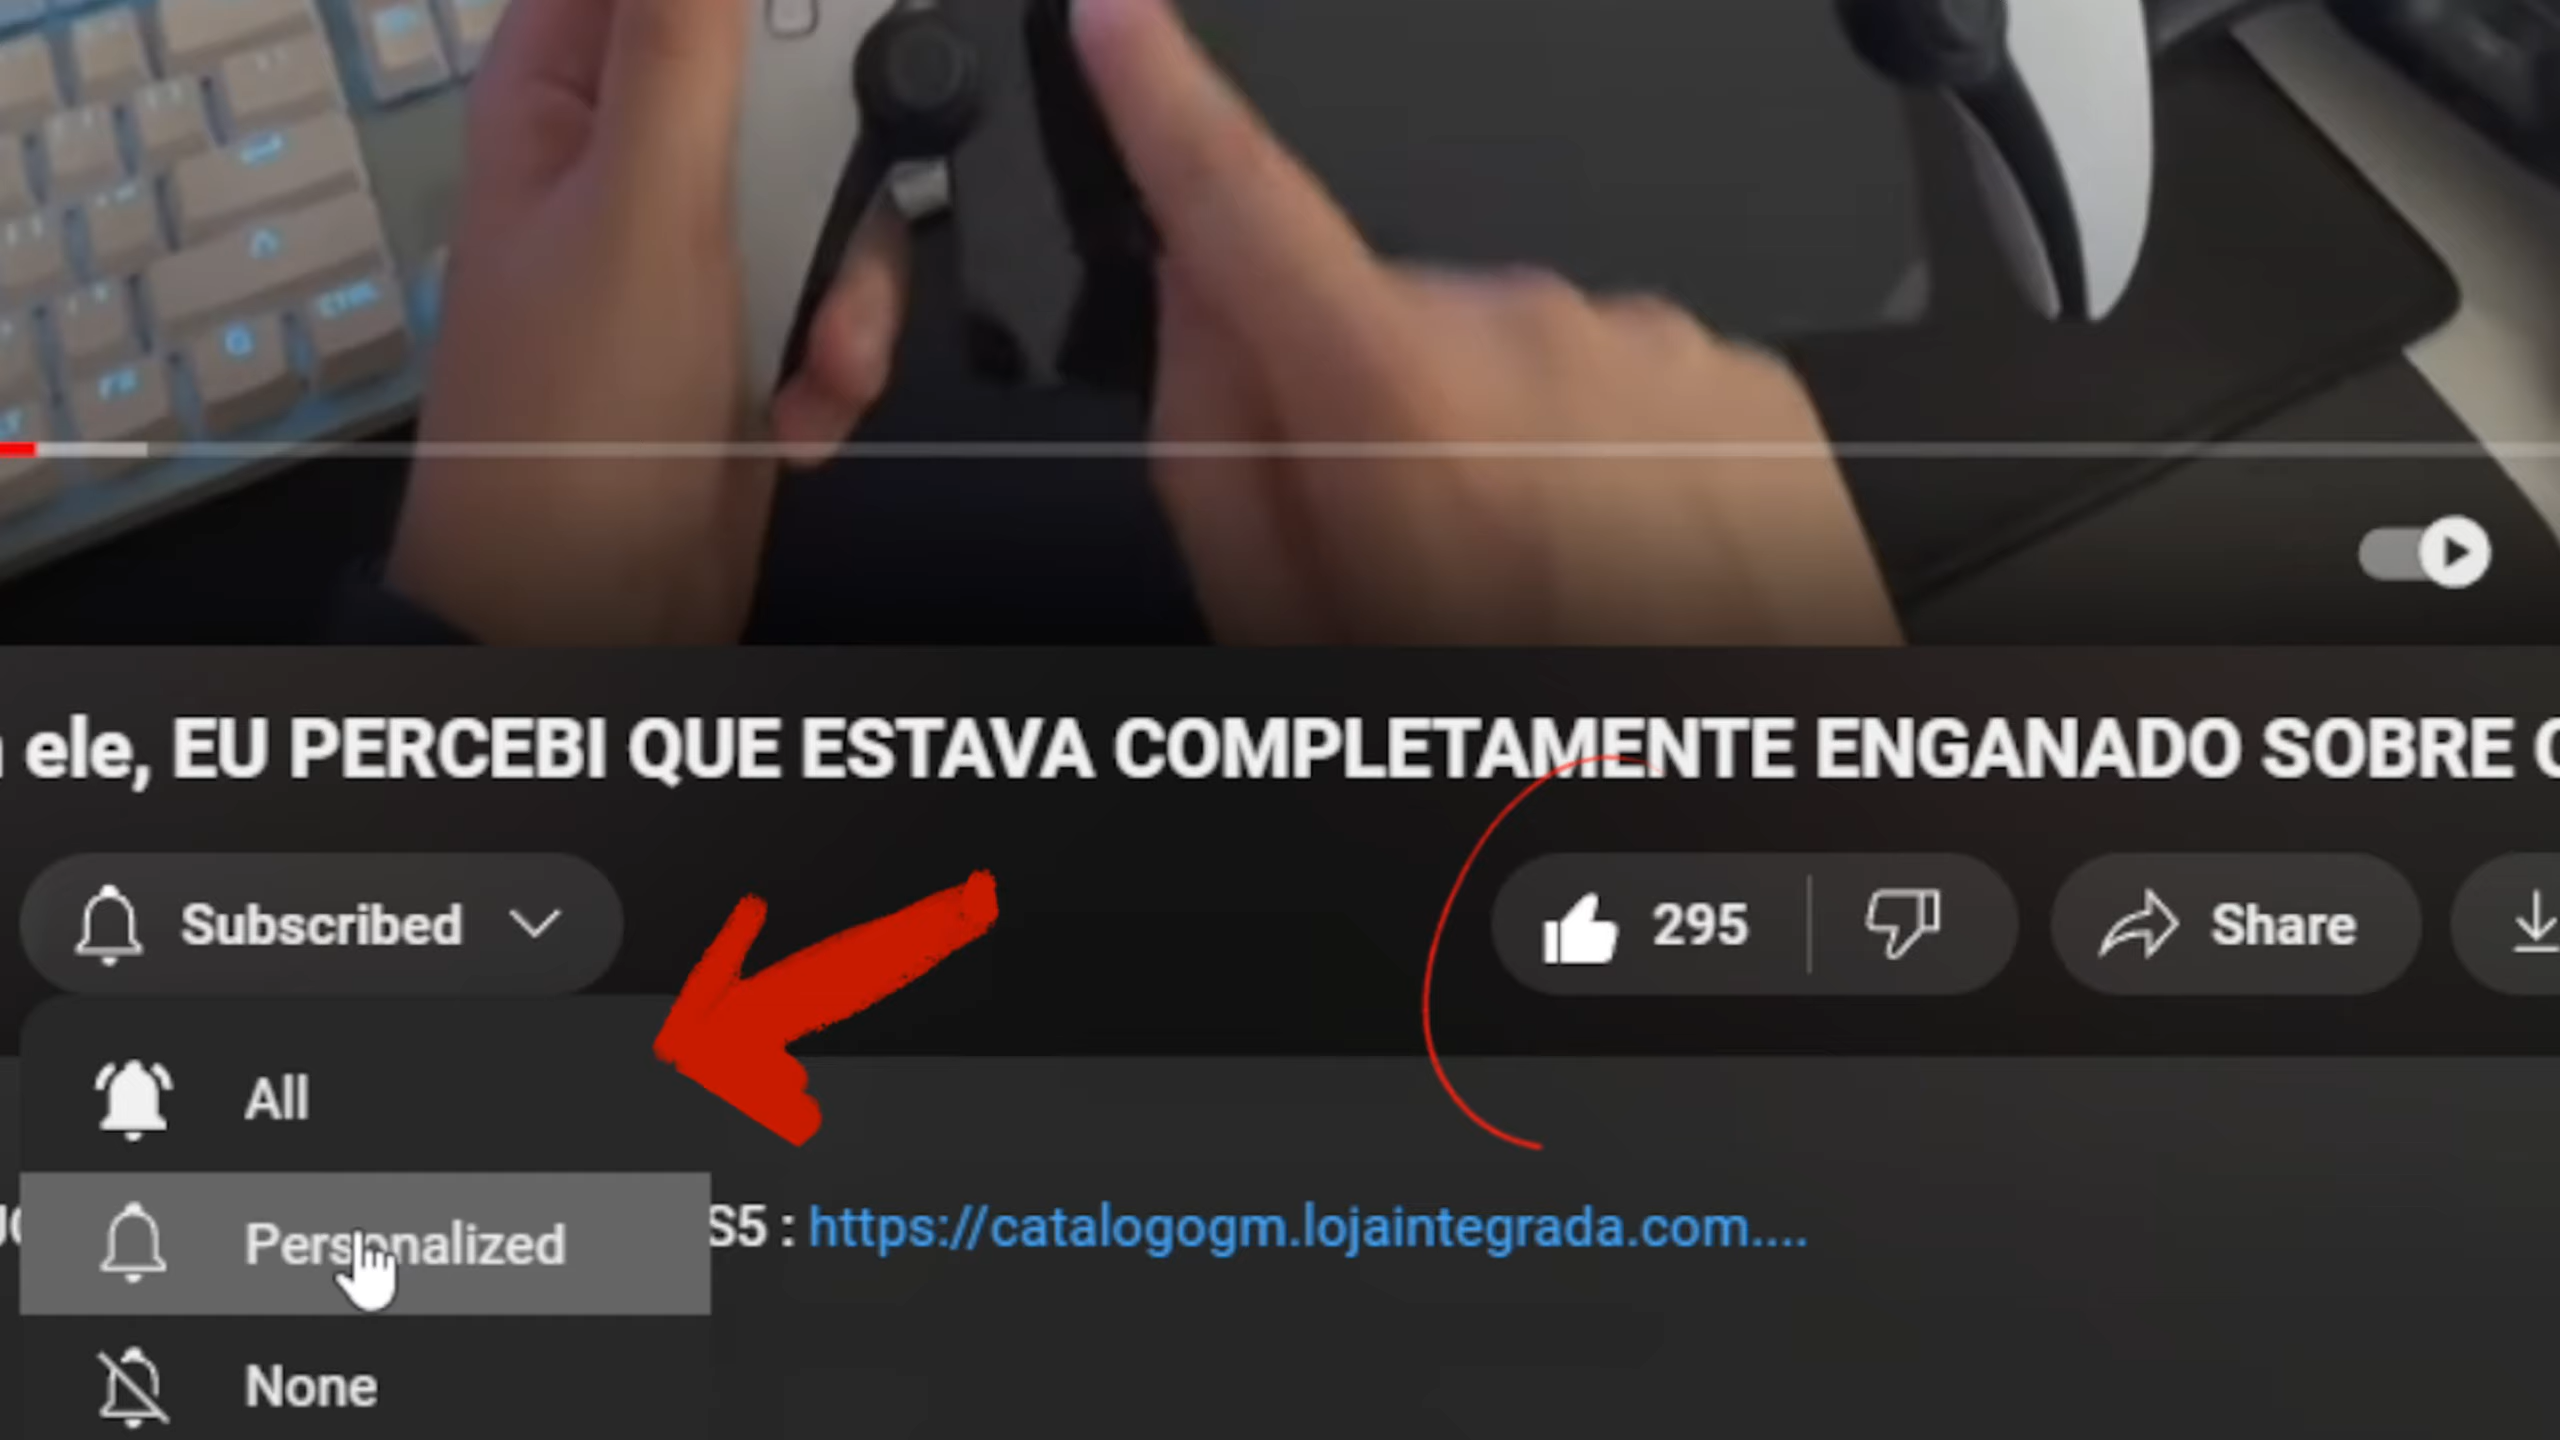 ele, EU PERCEBI QUE ESTAVA COMPLETAMENTE ENGANADO SOBRE
Subscribed
295
Share
All
S5 : https://catalogogm.lojaintegrada.com....
Personalized
None